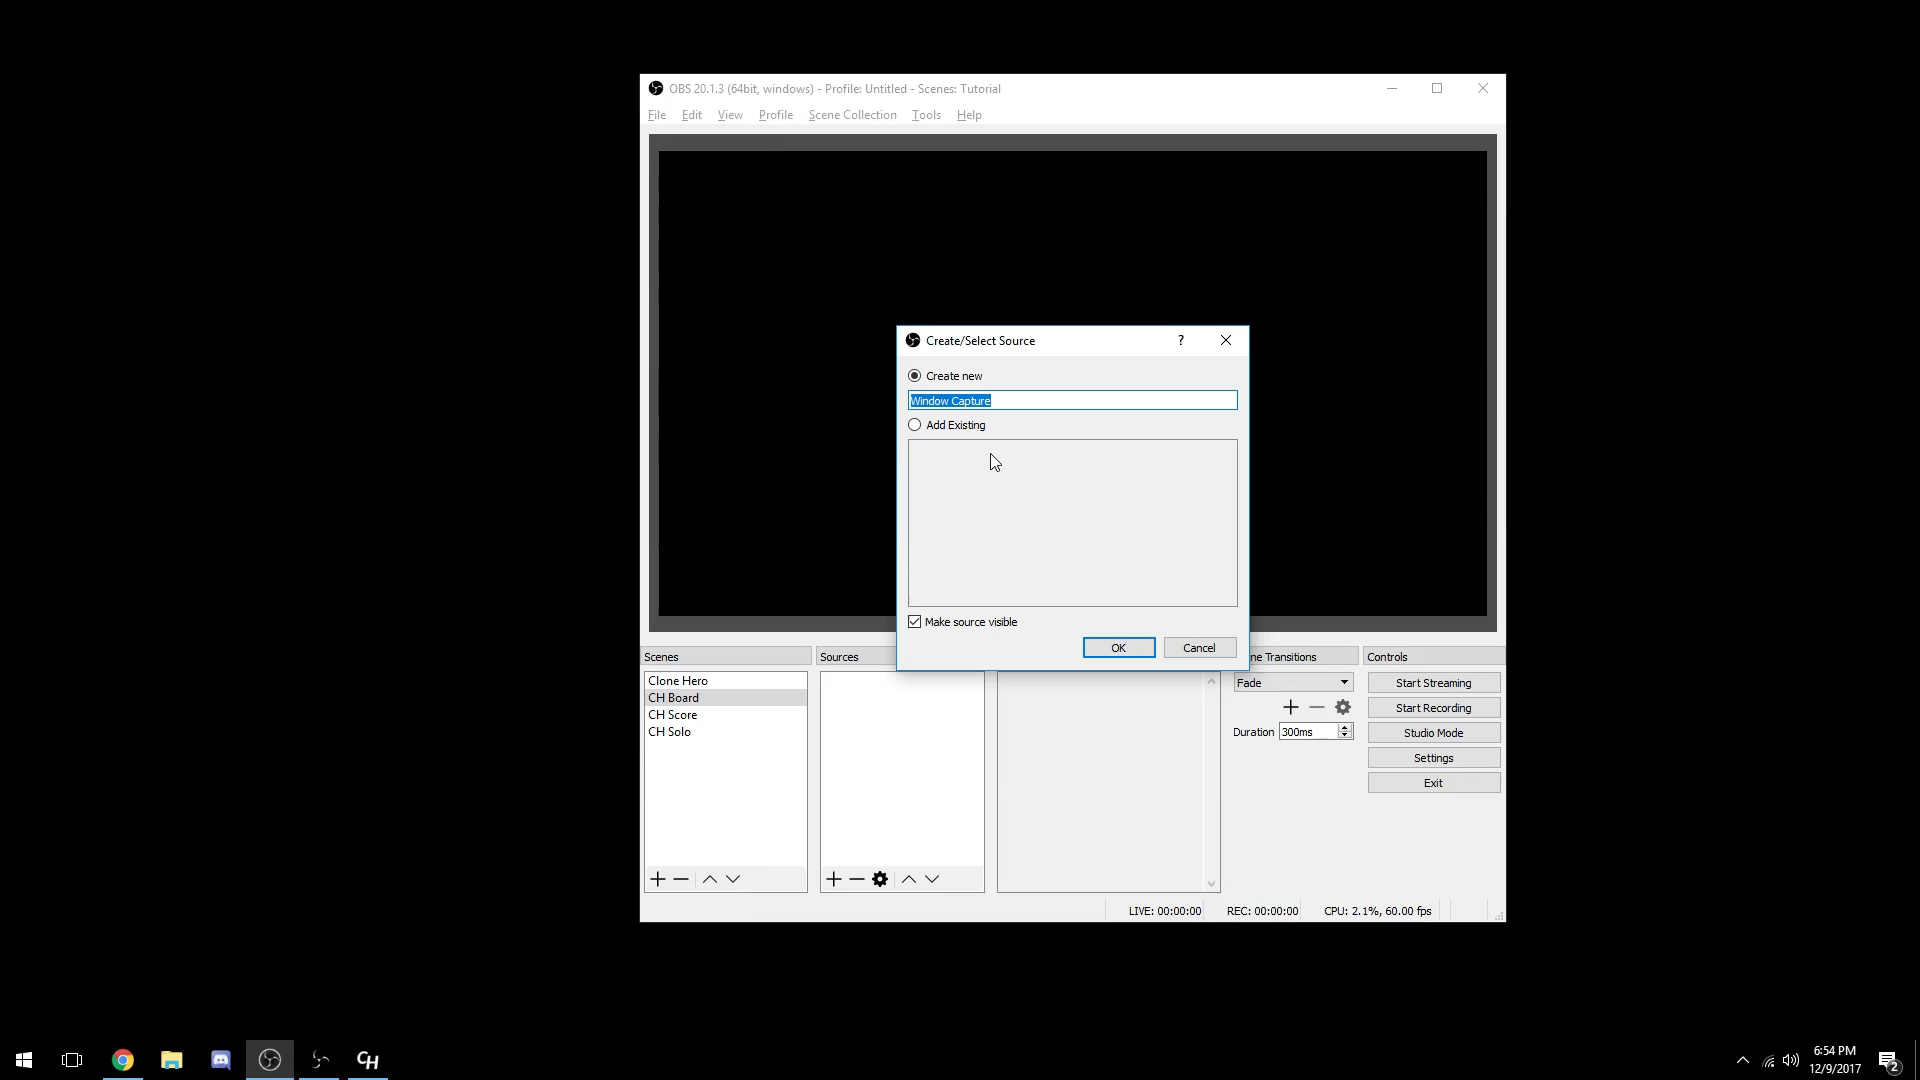 OBS 20.1.3 (64bit, windows) - Profile: Untitled - Scenes: Tutorial
File Edit View Profile Scene Collection Tools Help
Create/Select Source ?
Create new
Window Capture
Add Existing
Make source visible
OK Cancel
Scenes
Clone Hero
CH Board
CH Score
CH Solo
Sources
ne Transitions
Fade
Duration 300ms
Controls
Start Streaming
Start Recording
Studio Mode
Settings
Exit
LIVE: 00:00:00 REC: 00:00:00 CPU: 2.1%, 60.00 fps
CH
6:54 PM
12/9/2017
2